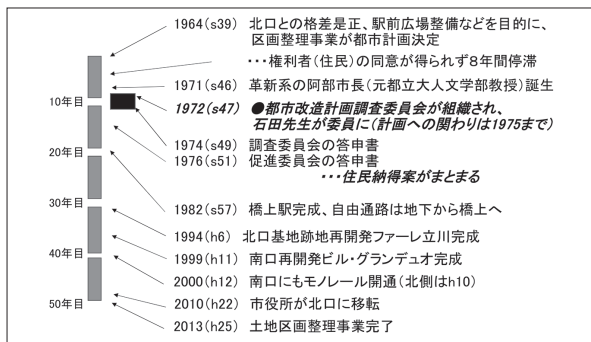 1964(s39) 北口との格差是正、駅前広場整備などを目的に、
区画整理事業が都市計画決定
・・・権利者(住民)の同意が得られず8年間停滞
1971(s46) 革新系の阿部市長(元都立大人文学部教授)誕生
10年目
1972(s47) ●都市改造計画調査委員会が組織され、
石田先生が委員に(計画への関わりは1975まで)
1974(s49) 調査委員会の答申書
1976(s51) 促進委員会の答申書
20年目
・・・住民納得案がまとまる
1982(s57) 橋上駅完成、自由通路は地下から橋上へ
30年目
1994(h6) 北口基地跡地再開発ファーレ立川完成
1999(h11) 南口再開発ビル・グランデュオ完成
40年目
2000(h12) 南口にもモノレール開通(北側はh10)
2010(h22) 市役所が北口に移転
50年目
2013(h25) 土地区画整理事業完了